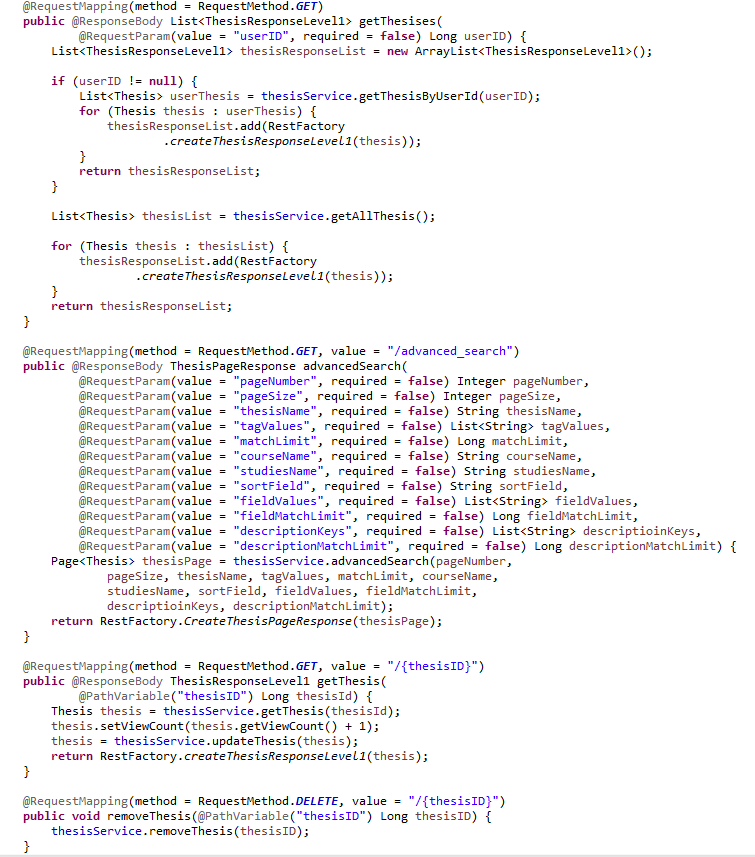 @RequestMapping(method = RequestMethod.GET)
public @ResponseBody List<ThesisResponseLevel1> getThesises(
        @RequestParam(value = "userID", required = false) Long userID) {
    List<ThesisResponseLevel1> thesisResponseList = new ArrayList<ThesisResponseLevel1>();

    if (userID != null) {
        List<Thesis> userThesis = thesisService.getThesisByUserId(userID);
        for (Thesis thesis : userThesis) {
            thesisResponseList.add(RestFactory
                    .createThesisResponseLevel1(thesis));
        }
        return thesisResponseList;
    }

    List<Thesis> thesisList = thesisService.getAllThesis();

    for (Thesis thesis : thesisList) {
        thesisResponseList.add(RestFactory
                .createThesisResponseLevel1(thesis));
    }
    return thesisResponseList;
}

@RequestMapping(method = RequestMethod.GET, value = "/advanced_search")
public @ResponseBody ThesisPageResponse advancedSearch(
        @RequestParam(value = "pageNumber", required = false) Integer pageNumber,
        @RequestParam(value = "pageSize", required = false) Integer pageSize,
        @RequestParam(value = "thesisName", required = false) String thesisName,
        @RequestParam(value = "tagValues", required = false) List<String> tagValues,
        @RequestParam(value = "matchLimit", required = false) Long matchLimit,
        @RequestParam(value = "courseName", required = false) String courseName,
        @RequestParam(value = "studiesName", required = false) String studiesName,
        @RequestParam(value = "sortField", required = false) String sortField,
        @RequestParam(value = "fieldValues", required = false) List<String> fieldValues,
        @RequestParam(value = "fieldMatchLimit", required = false) Long fieldMatchLimit,
        @RequestParam(value = "descriptionKeys", required = false) List<String> descriptioinKeys,
        @RequestParam(value = "descriptionMatchLimit", required = false) Long descriptionMatchLimit) {
    Page<Thesis> thesisPage = thesisService.advancedSearch(pageNumber,
            pageSize, thesisName, tagValues, matchLimit, courseName,
            studiesName, sortField, fieldValues, fieldMatchLimit,
            descriptioinKeys, descriptionMatchLimit);
    return RestFactory.CreateThesisPageResponse(thesisPage);
}

@RequestMapping(method = RequestMethod.GET, value = "/{thesisID}")
public @ResponseBody ThesisResponseLevel1 getThesis(
        @PathVariable("thesisID") Long thesisId) {
    Thesis thesis = thesisService.getThesis(thesisId);
    thesis.setViewCount(thesis.getViewCount() + 1);
    thesis = thesisService.updateThesis(thesis);
    return RestFactory.createThesisResponseLevel1(thesis);
}

@RequestMapping(method = RequestMethod.DELETE, value = "/{thesisID}")
public void removeThesis(@PathVariable("thesisID") Long thesisID) {
    thesisService.removeThesis(thesisID);
}